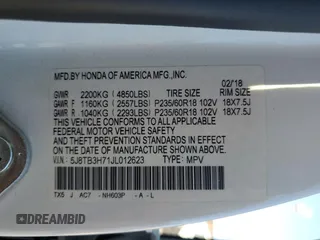 MFD.BY HONDA OF AMERICA MFG.,INC.
02/18
GVWR 2200KG (4850LBS) TIRE SIZE RIM SIZE
GAWR F 1160KG (2557LBS) P235/60R18 102V 18X7.5J
GAWR R 1040KG (2293LBS) P235/60R18 102V 18X7.5J
THIS VEHICLE CONFORMS TO ALL APPLICABLE
FEDERAL MOTOR VEHICLE SAFETY, BUMPER,
AND THEFT PREVENTION STANDARDS IN EFFECT
ON THE DATE OF MANUFACTURE SHOWN ABOVE.
V.I.N: 5J8TB3H71JL012623 TYPE: MPV
TX5 J AC7 - NH603P - A - L
AUTOBIDMASTER